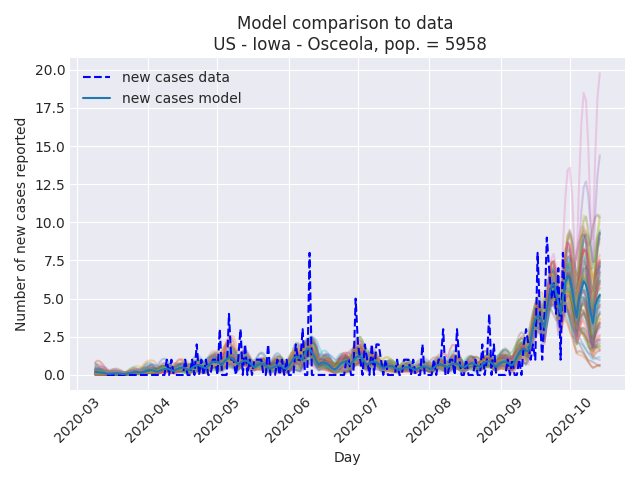 Model comparison to data
US - Iowa - Osceola, pop. = 5958
new cases data
new cases model
Number of new cases reported
20.0
17.5
15.0
12.5
10.0
7.5
5.0
2.5
0.0
2020-03
2020-04
2020-05
2020-06
2020-07
2020-08
2020-09
2020-10
Day